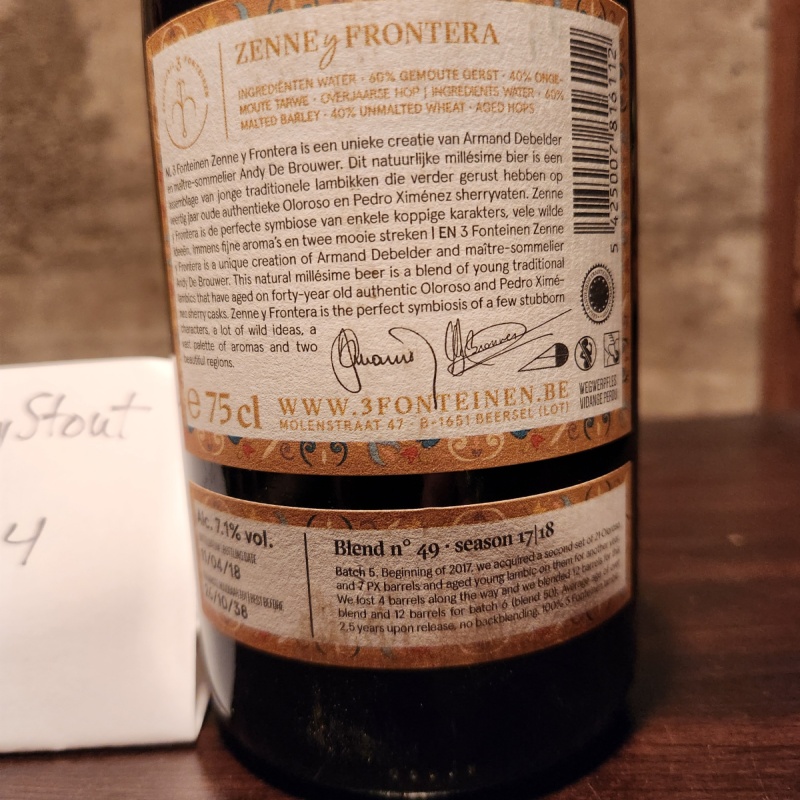 ZENNE y FRONTERA
INGREDIËNTEN WATER · 60% GEMOUTE GERST · 40% ONGE-
MOUTE TARWE · OVERJAARSE HOP | INGREDIENTS WATER · 60%
MALTED BARLEY · 40% UNMALTED WHEAT · AGED HOPS
NL 3 Fonteinen Zenne y Frontera is een unieke creatie van Armand Debelder
en maître-sommelier Andy De Brouwer. Dit natuurlijke millésime bier is een
assemblage van jonge traditionele lambikken die verder gerust hebben op
veertig jaar oude authentieke Oloroso en Pedro Ximénez sherryvaten. Zenne
y Frontera is de perfecte symbiose van enkele koppige karakters, vele wilde
ideeën, immens fijne aroma's en twee mooie streken | EN 3 Fonteinen Zenne
y Frontera is a unique creation of Armand Debelder and maître-sommelier
Andy De Brouwer. This natural millésime beer is a blend of young traditional
lambics that have aged on forty-year old authentic Oloroso and Pedro Ximé-
nez sherry casks. Zenne y Frontera is the perfect symbiosis of a few stubborn
characters, a lot of wild ideas, a
vast palette of aromas and two
beautiful regions.
5 425007 816112
WEGWERPFLES
VIDANGE PERDU
e 75 cl
WWW.3FONTEINEN.BE
MOLENSTRAAT 47 · B-1651 BEERSEL (LOT)
Alc. 7.1% vol.
/04/18
/10/38
Blend n° 49 · season 17|18
Batch 5. Beginning of 2017, we acquired a second set of 21 Oloroso
and 7 PX barrels and aged young lambic on them for another year.
We lost 4 barrels along the way and we blended 12 barrels for this
blend and 12 barrels for batch 6 (blend 50). Average age of
2.5 years upon release, no backblending, 100% 3 Fonteinen
y Stout
4